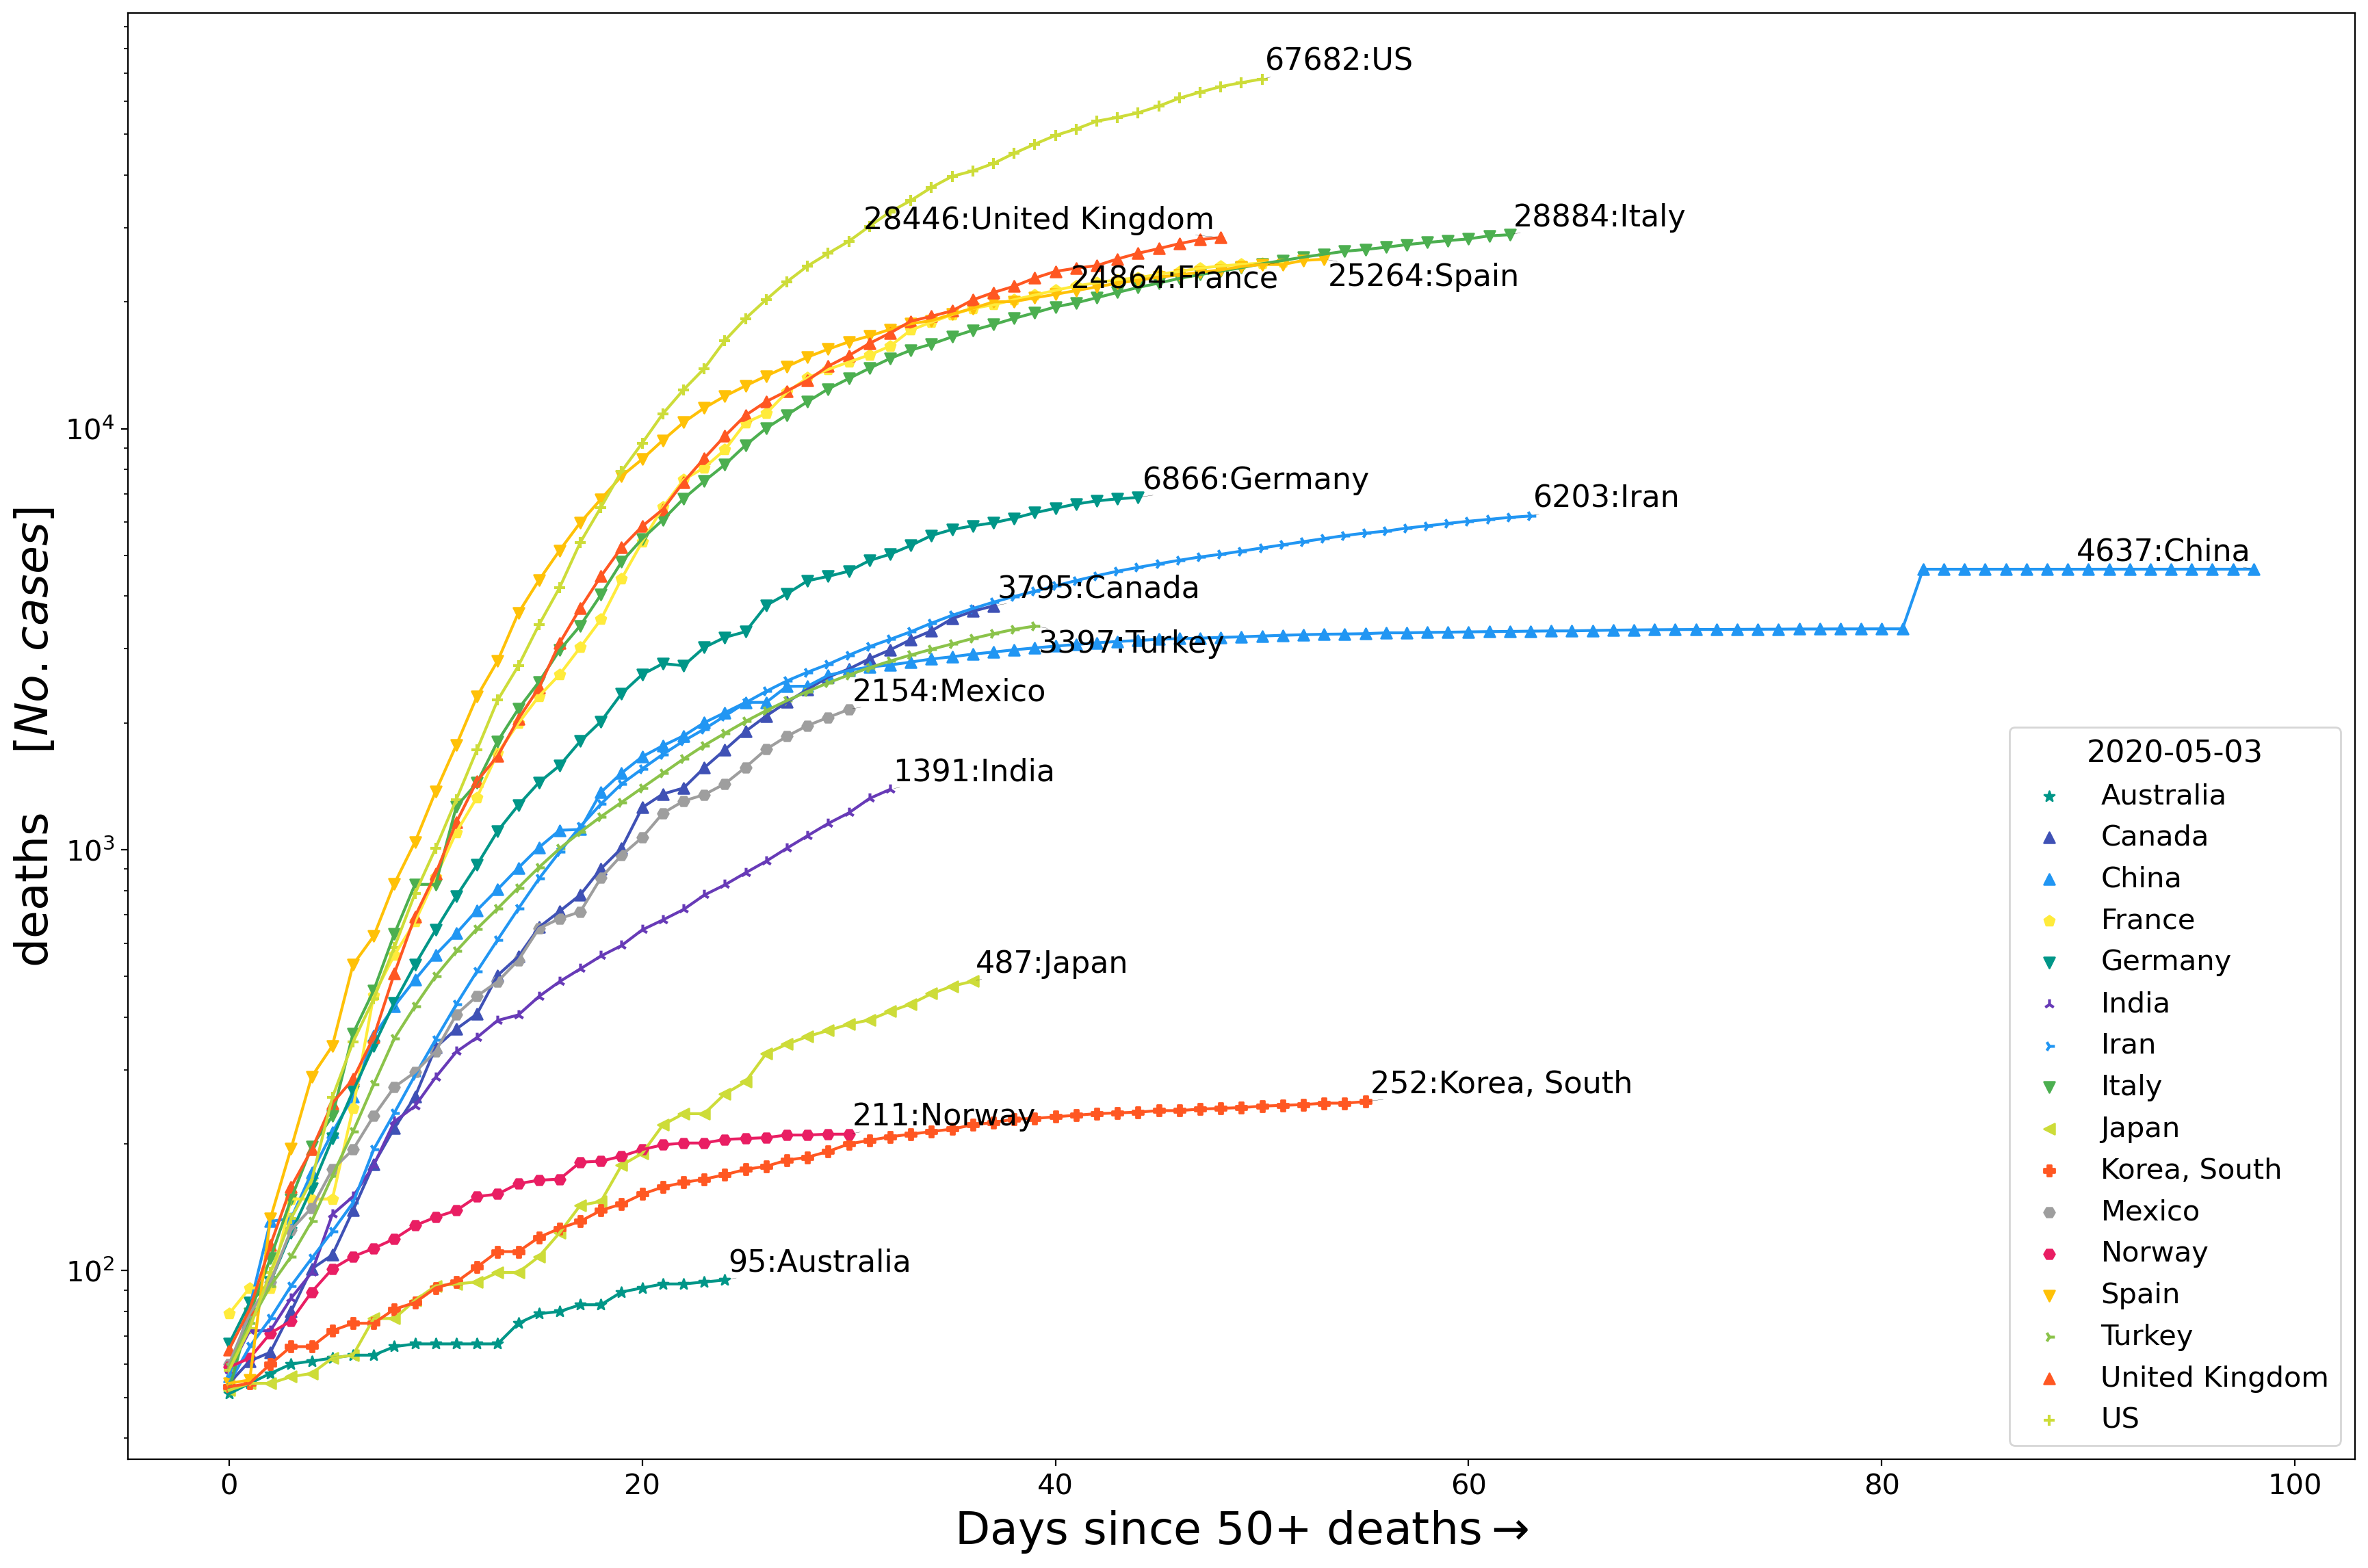 67682:US
28446:United Kingdom
28884:Italy
24864:France
25264:Spain
10^4
6866:Germany
6203:Iran
4637:China
3795:Canada
3397:Turkey
2154:Mexico
1391:India
10^3
487:Japan
252:Korea, South
211:Norway
95:Australia
10^2
deaths [No. cases]
2020-05-03
Australia
Canada
China
France
Germany
India
Iran
Italy
Japan
Korea, South
Mexico
Norway
Spain
Turkey
United Kingdom
US
0 20 40 60 80 100
Days since 50+ deaths→